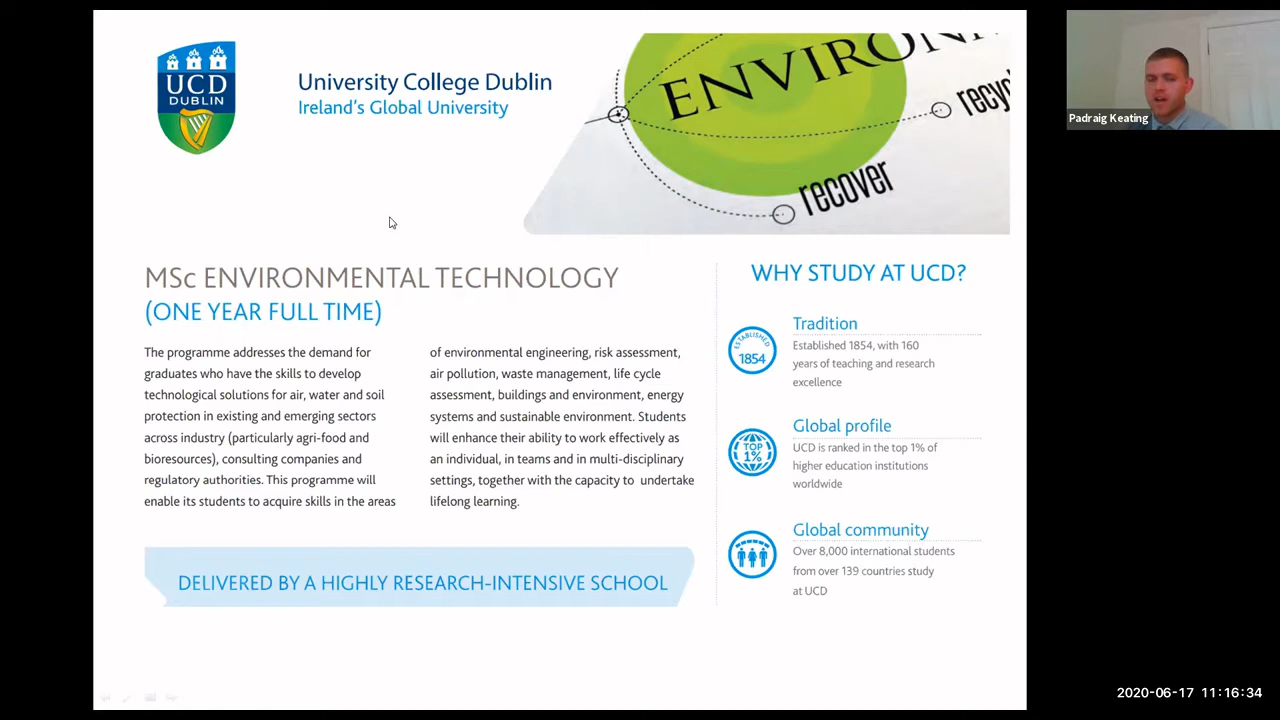 UCD
DUBLIN
University College Dublin
Ireland's Global University
ENVIRON
recyc
recover
Padraig Keating
MSc ENVIRONMENTAL TECHNOLOGY
(ONE YEAR FULL TIME)
The programme addresses the demand for
graduates who have the skills to develop
technological solutions for air, water and soil
protection in existing and emerging sectors
across industry (particularly agri-food and
bioresources), consulting companies and
regulatory authorities. This programme will
enable its students to acquire skills in the areas
of environmental engineering, risk assessment,
air pollution, waste management, life cycle
assessment, buildings and environment, energy
systems and sustainable environment. Students
will enhance their ability to work effectively as
an individual, in teams and in multi-disciplinary
settings, together with the capacity to undertake
lifelong learning.
DELIVERED BY A HIGHLY RESEARCH-INTENSIVE SCHOOL
WHY STUDY AT UCD?
ESTABLISHED
1854
Tradition
Established 1854, with 160
years of teaching and research
excellence
TOP
1%
Global profile
UCD is ranked in the top 1% of
higher education institutions
worldwide
Global community
Over 8,000 international students
from over 139 countries study
at UCD
2020-06-17 11:16:34